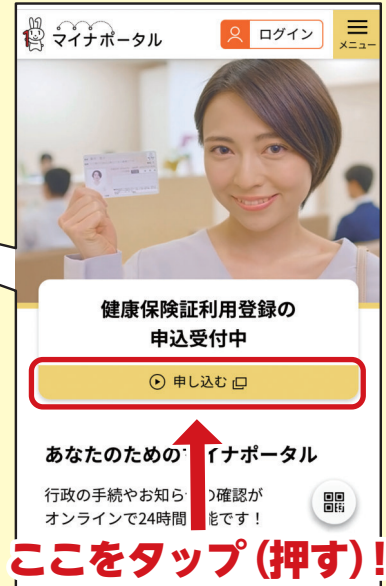 マイナポータル
ログイン
メニュー
健康保険証利用登録の
申込受付中
申し込む
あなたのための イナポータル
行政の手続やお知ら の確認が
オンラインで24時間 能です！
ここをタップ（押す）！